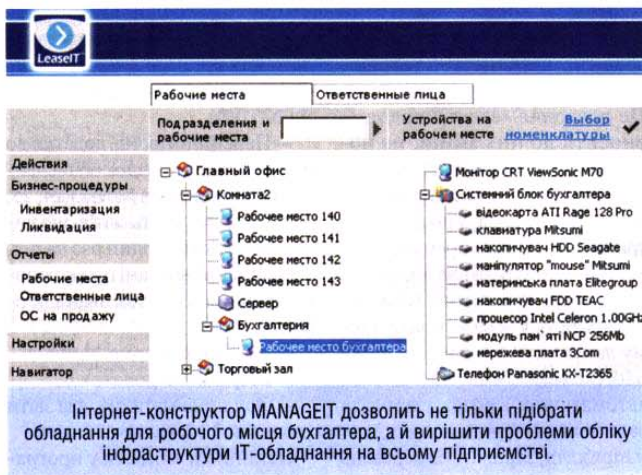 LeaseIT
Рабочие места
Ответственные лица
Подразделения и рабочие места
Устройства на рабочем месте
Выбор номенклатуры
Действия
Бизнес-процедуры
Инвентаризация
Ликвидация
Отчеты
Рабочие места
Ответственные лица
ОС на продажу
Настройки
Навигатор
Главный офис
Комната2
Рабочее место 140
Рабочее место 141
Рабочее место 142
Рабочее место 143
Сервер
Бухгалтерия
Рабочее место бухгалтера
Торговый зал
Монітор CRT ViewSonic M70
Системний блок бухгалтера
відеокарта ATI Rage 128 Pro
клавиатура Mitsumi
накопичувач HDD Seagate
маніпулятор "mouse" Mitsumi
материнська плата Elitegroup
накопичувач FDD TEAC
процесор Intel Celeron 1.00GHz
модуль пам`яті NCP 256Mb
мережева плата 3Com
Телефон Panasonic KX-T2365
Інтернет-конструктор MANAGEIT дозволить не тільки підібрати
обладнання для робочого місця бухгалтера, а й вирішити проблеми обліку
інфраструктури ІТ-обладнання на всьому підприємстві.